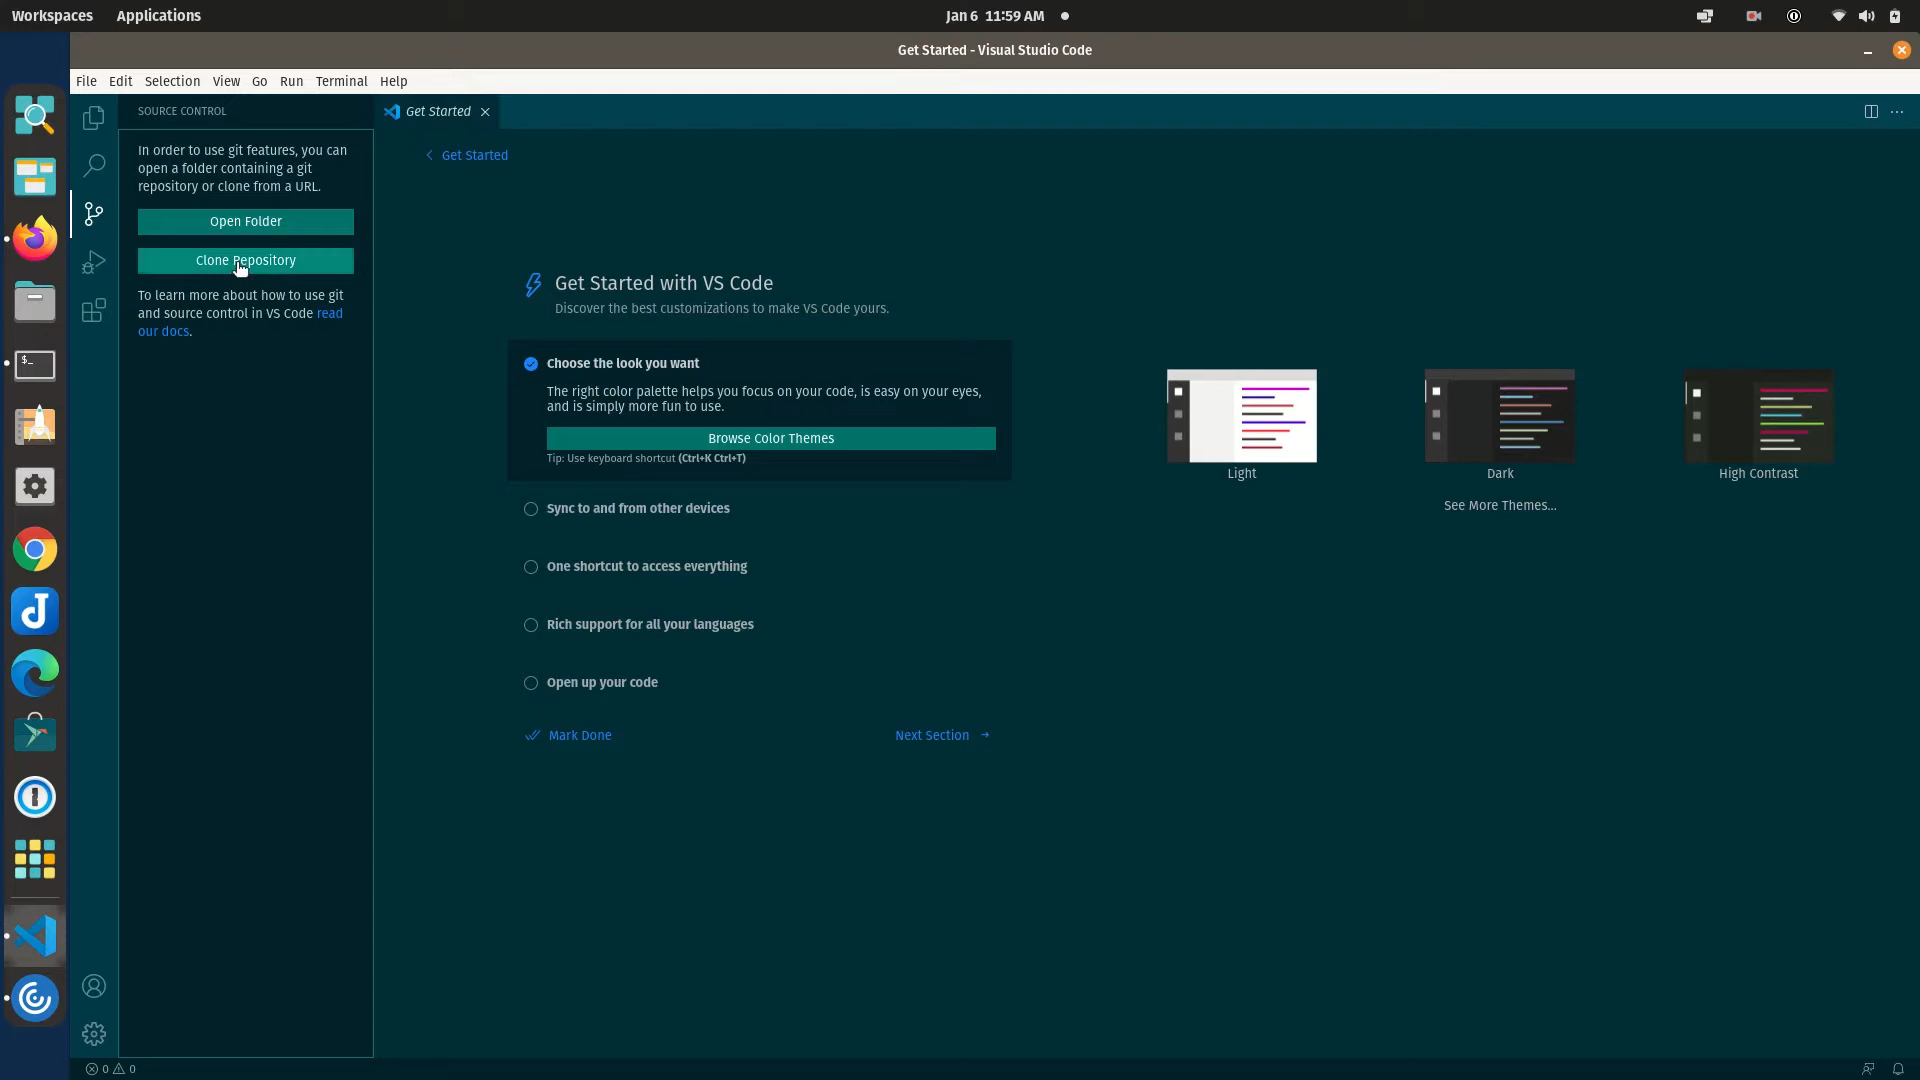 Workspaces Applications Jan 6 11:59 AM
Get Started - Visual Studio Code
File Edit Selection View Go Run Terminal Help
SOURCE CONTROL
Get Started
In order to use git features, you can
open a folder containing a git
repository or clone from a URL.
Open Folder
Clone Repository
To learn more about how to use git
and source control in VS Code read
our docs.
Get Started
Get Started with VS Code
Discover the best customizations to make VS Code yours.
Choose the look you want
The right color palette helps you focus on your code, is easy on your eyes,
and is simply more fun to use.
Browse Color Themes
Tip: Use keyboard shortcut (Ctrl+K Ctrl+T)
Sync to and from other devices
One shortcut to access everything
Rich support for all your languages
Open up your code
Mark Done
Next Section
Light
Dark
High Contrast
See More Themes...
$_
0 0